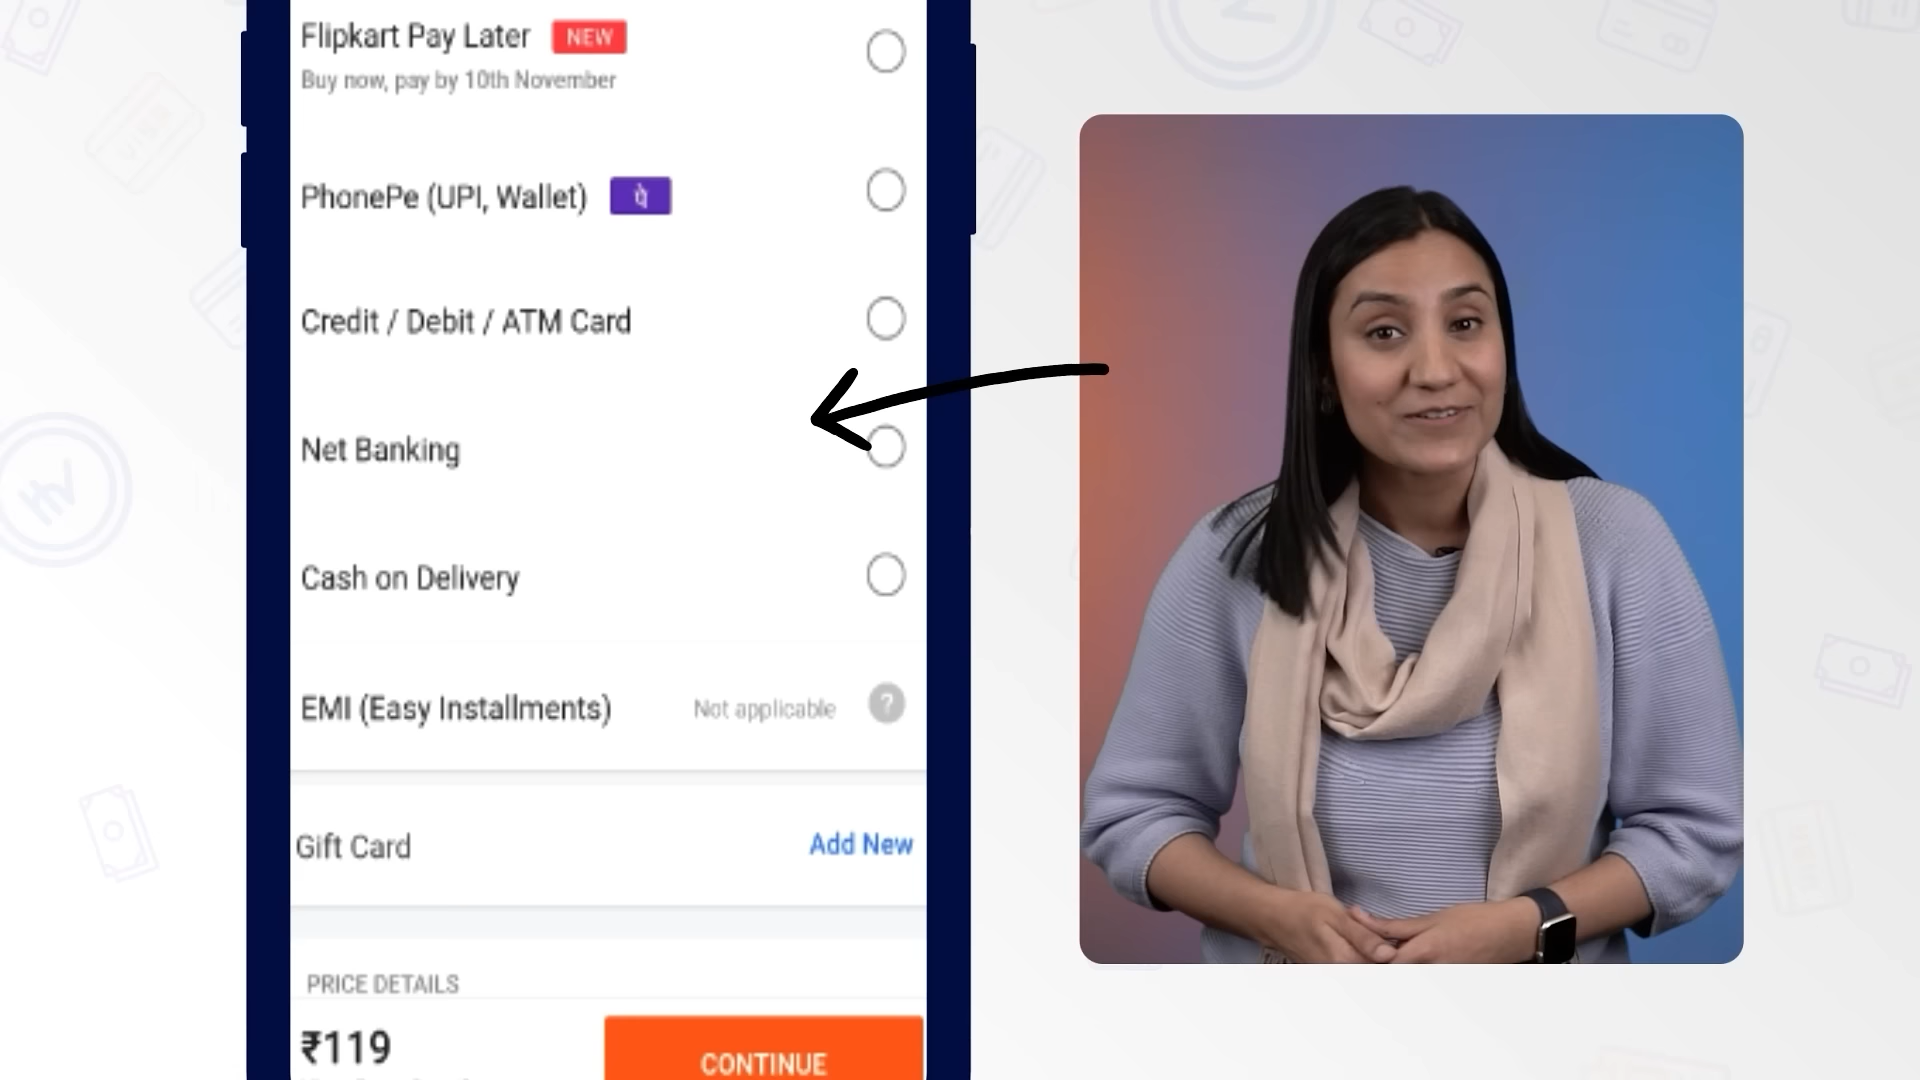 Flipkart Pay Later NEW
Buy now, pay by 10th November
PhonePe (UPI, Wallet) पे
Credit / Debit / ATM Card
Net Banking
Cash on Delivery
EMI (Easy Installments) Not applicable ?
Gift Card Add New
PRICE DETAILS
₹119
CONTINUE